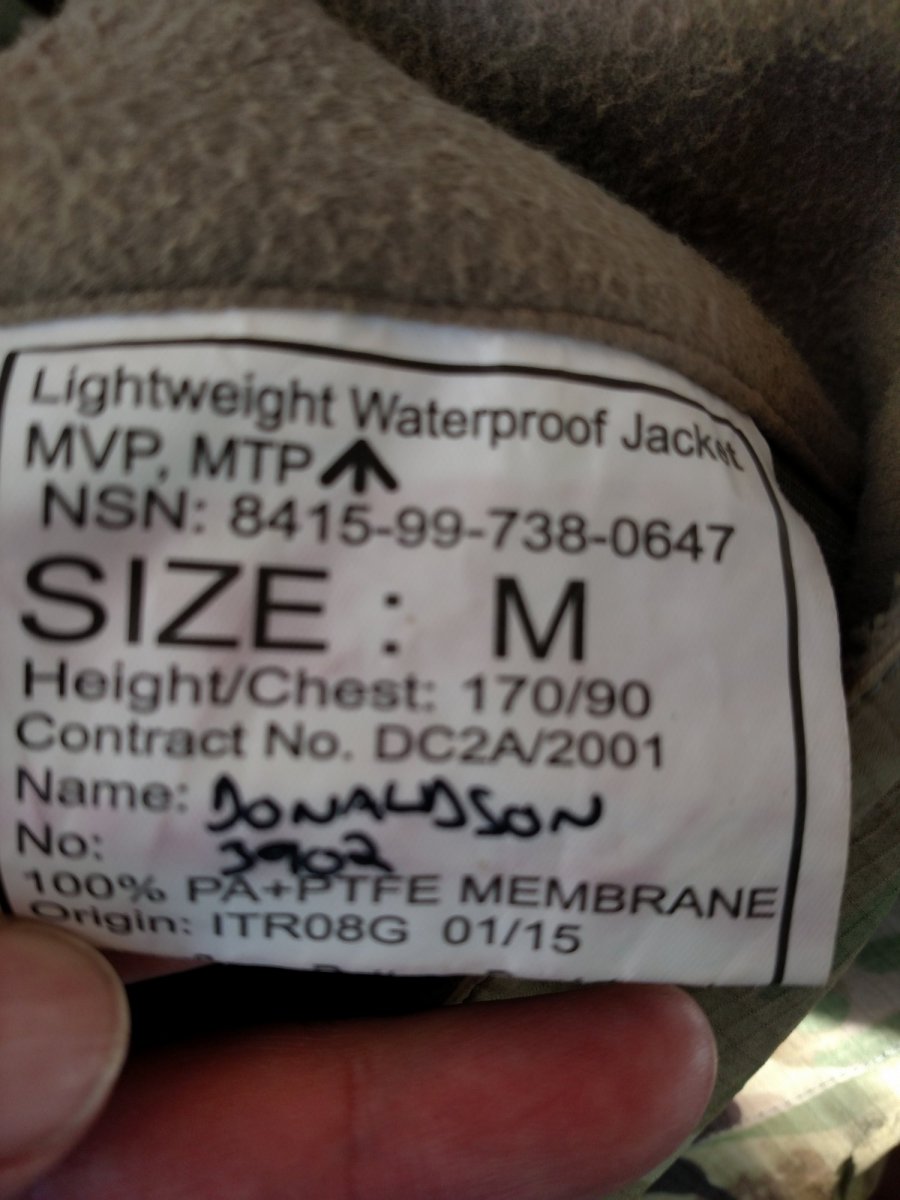 Lightweight Waterproof Jacket
MVP, MTP
NSN: 8415-99-738-0647
SIZE : M
Height/Chest: 170/90
Contract No. DC2A/2001
Name: DONALDSON
No: 3902
100% PA+PTFE MEMBRANE
Origin: ITR08G 01/15